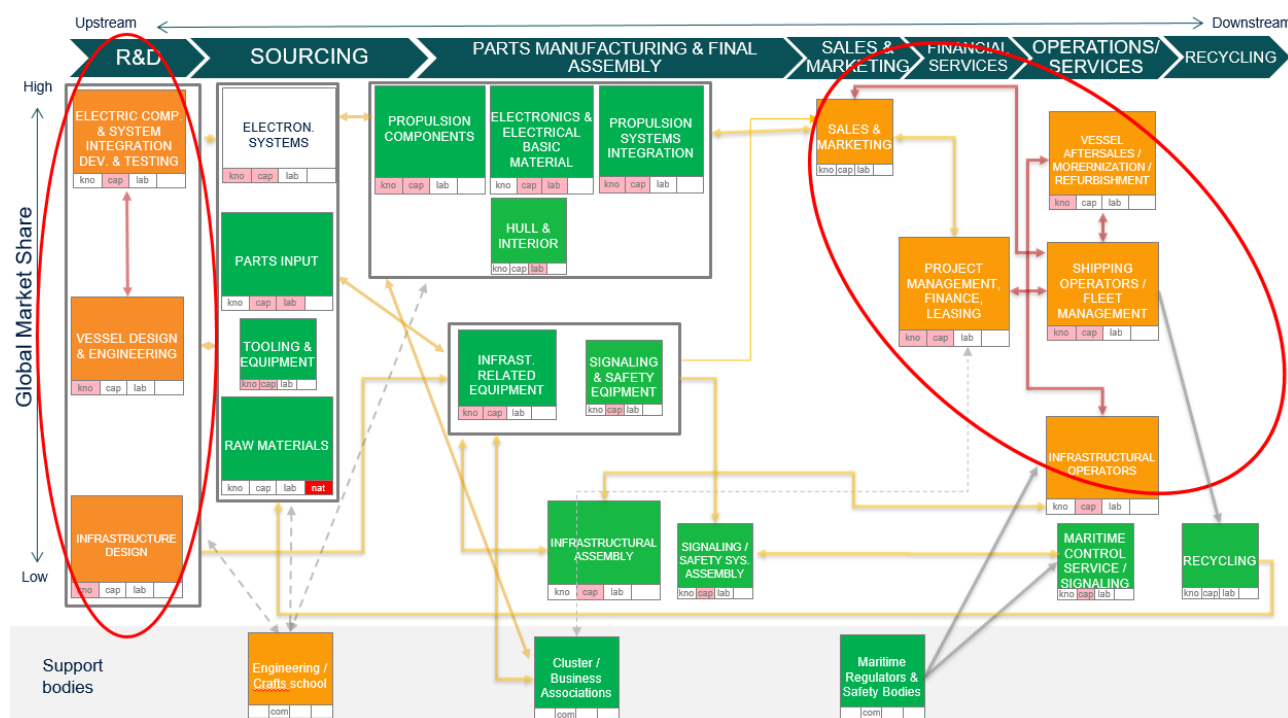 Upstream
Downstream
R&D
SOURCING
PARTS MANUFACTURING & FINAL
ASSEMBLY
SALES &
MARKETING
FINANCIAL
SERVICES
OPERATIONS/
SERVICES
RECYCLING
High
Global Market Share
Low
ELECTRIC COMP.
& SYSTEM
INTEGRATION
DEV. & TESTING
kno cap lab
VESSEL DESIGN
& ENGINEERING
kno cap lab
INFRASTRUCTURE
DESIGN
kno cap lab
ELECTRON.
SYSTEMS
kno cap lab
PARTS INPUT
kno cap lab
TOOLING &
EQUIPMENT
kno cap lab
RAW MATERIALS
kno cap lab nat
PROPULSION
COMPONENTS
kno cap lab
ELECTRONICS &
ELECTRICAL
BASIC
MATERIAL
kno cap lab
PROPULSION
SYSTEMS
INTEGRATION
kno cap lab
HULL &
INTERIOR
kno cap lab
INFRAST.
RELATED
EQUIPMENT
kno cap lab
SIGNALING
& SAFETY
EQIPMENT
kno cap lab
INFRASTRUCTURAL
ASSEMBLY
kno cap lab
SIGNALING /
SAFETY SYS.
ASSEMBLY
kno cap lab
SALES &
MARKETING
kno cap lab
PROJECT
MANAGEMENT,
FINANCE,
LEASING
kno cap lab
VESSEL
AFTERSALES /
MORERNIZATION /
REFURBISHMENT
kno cap lab
SHIPPING
OPERATORS /
FLEET
MANAGEMENT
kno cap lab
INFRASTRUCTURAL
OPERATORS
kno cap lab
MARITIME
CONTROL
SERVICE /
SIGNALING
kno cap lab
RECYCLING
kno cap lab
Support
bodies
Engineering /
Crafts school
com
Cluster /
Business
Associations
com
Maritime
Regulators &
Safety Bodies
com